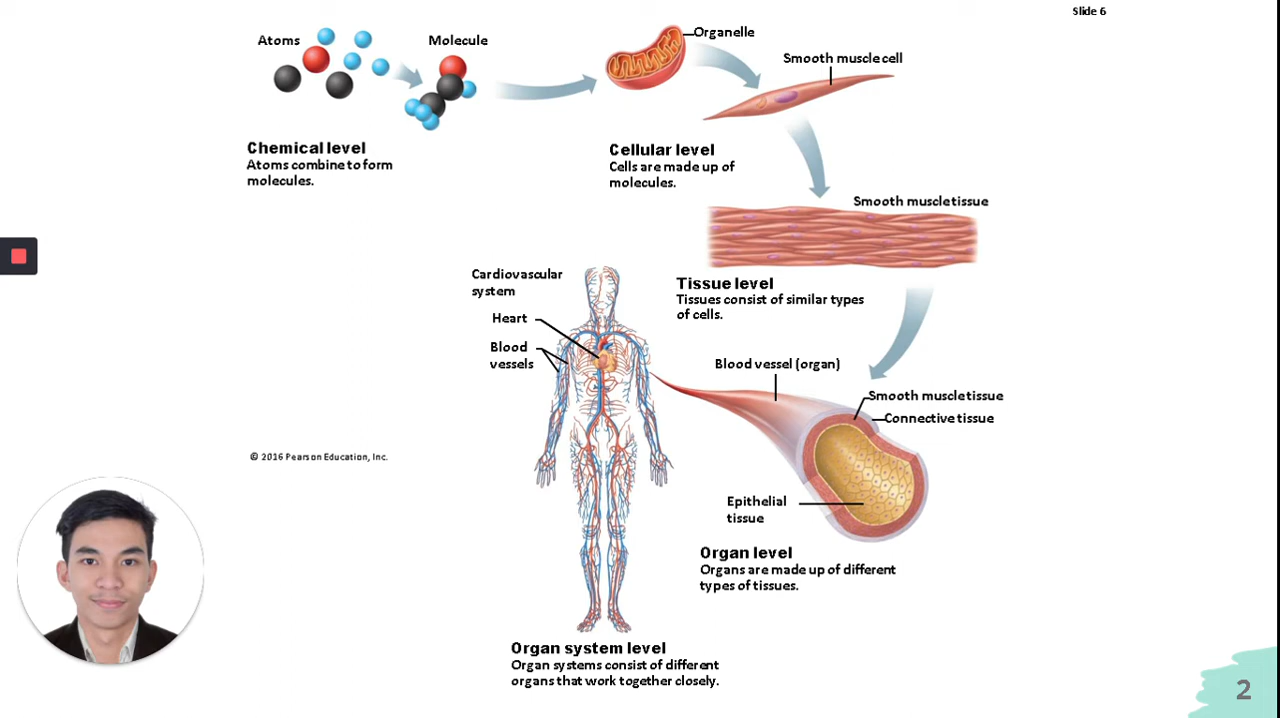 Slide 6
Atoms
Molecule
Organelle
Smooth muscle cell
Chemical level
Atoms combine to form
molecules.
Cellular level
Cells are made up of
molecules.
Smooth muscle tissue
Tissue level
Tissues consist of similar types
of cells.
Cardiovascular
system
Heart
Blood
vessels
Blood vessel (organ)
Smooth muscle tissue
Connective tissue
Epithelial
tissue
Organ level
Organs are made up of different
types of tissues.
© 2016 Pearson Education, Inc.
Organ system level
Organ systems consist of different
organs that work together closely.
2